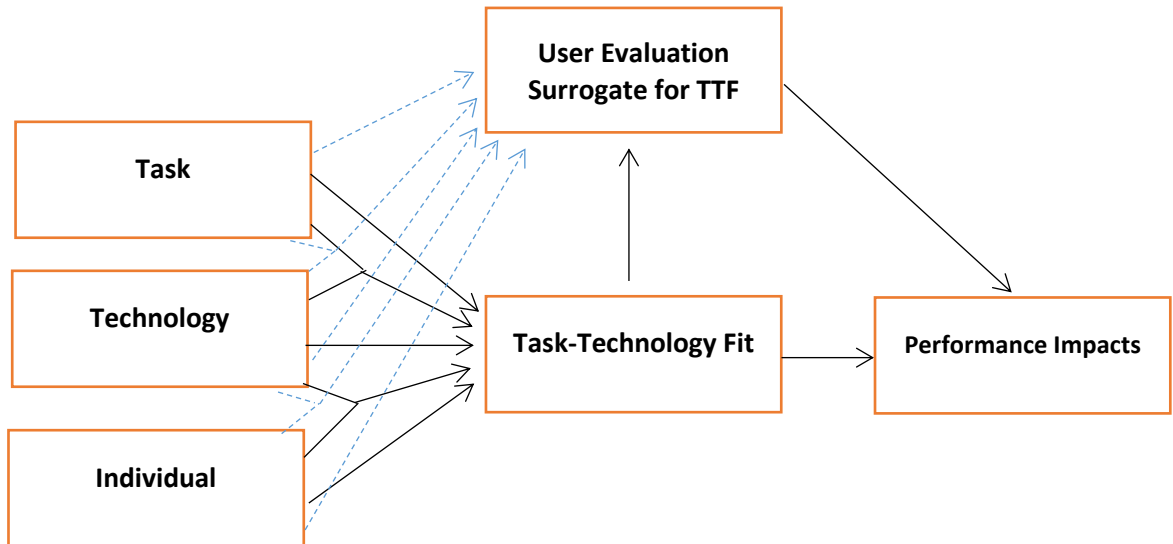 User Evaluation
Surrogate for TTF
Task
Technology
Task-Technology Fit
Performance Impacts
Individual